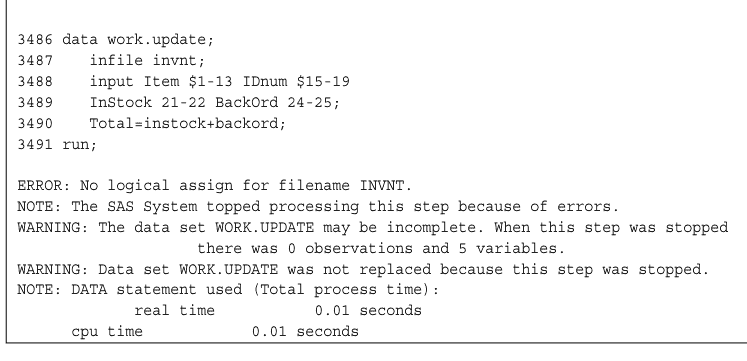 3486 data work.update;
3487 infile invnt;
3488 input Item $1-13 IDnum $15-19
3489 InStock 21-22 BackOrd 24-25;
3490 Total=instock+backord;
3491 run;
ERROR: No logical assign for filename INVNT.
NOTE: The SAS System topped processing this step because of errors.
WARNING: The data set WORK.UPDATE may be incomplete. When this step was stopped
there was 0 observations and 5 variables.
WARNING: Data set WORK.UPDATE was not replaced because this step was stopped.
NOTE: DATA statement used (Total process time):
real time 0.01 seconds
cpu time 0.01 seconds